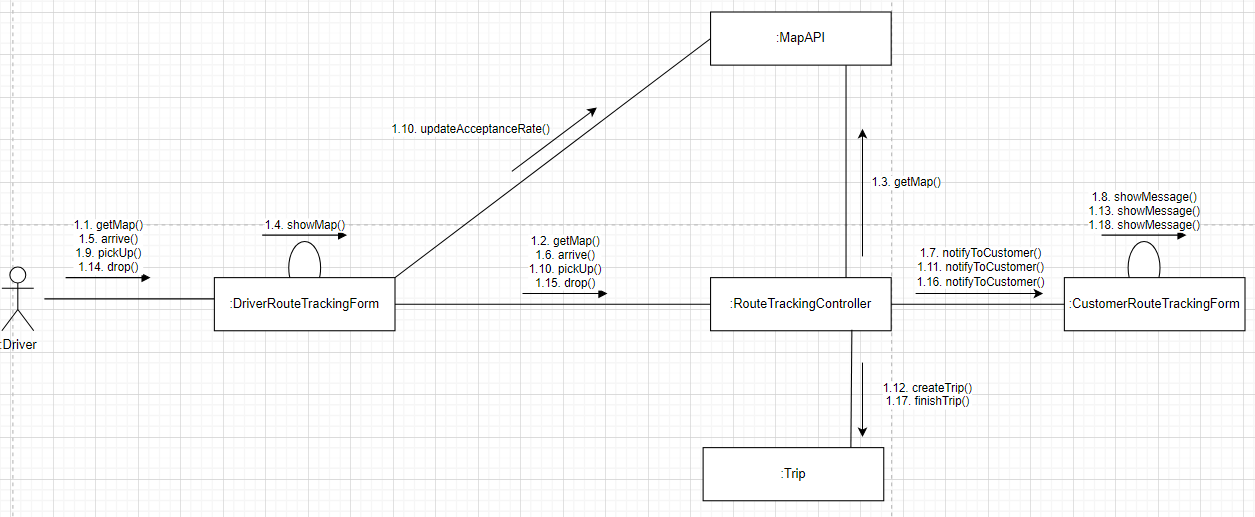 :MapAPI
1.10. updateAcceptanceRate()
1.3. getMap()
1.1. getMap()
1.5. arrive()
1.9. pickUp()
1.14. drop()
1.4. showMap()
1.2. getMap()
1.6. arrive()
1.10. pickUp()
1.15. drop()
1.8. showMessage()
1.13. showMessage()
1.18. showMessage()
1.7. notifyToCustomer()
1.11. notifyToCustomer()
1.16. notifyToCustomer()
:Driver
:DriverRouteTrackingForm
:RouteTrackingController
:CustomerRouteTrackingForm
1.12. createTrip()
1.17. finishTrip()
:Trip